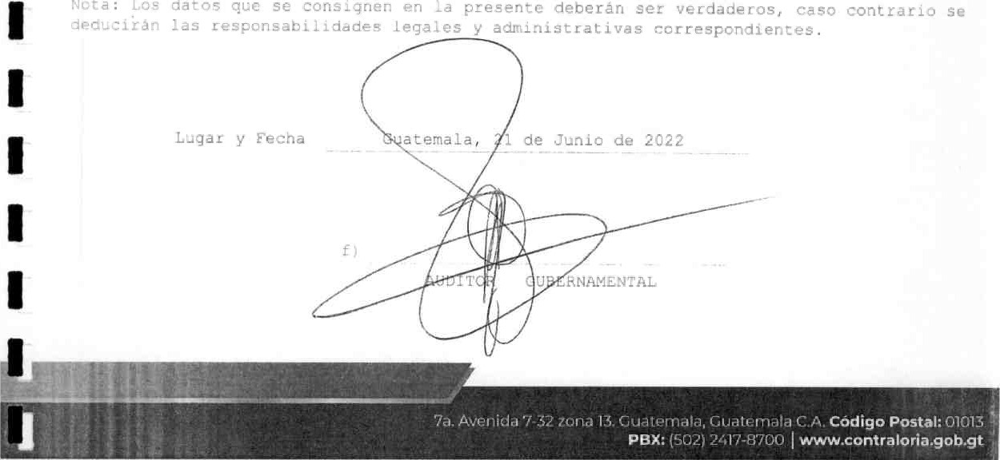 Nota: Los datos que se consignen en la presente deberán ser verdaderos, caso contrario se
deducirán las responsabilidades legales y administrativas correspondientes.
Lugar y Fecha Guatemala, 21 de Junio de 2022
f)
AUDITOR GUBERNAMENTAL
7a. Avenida 7-32 zona 13. Guatemala, Guatemala C.A. Código Postal: 01013
PBX: (502) 2417-8700 | www.contraloria.gob.gt